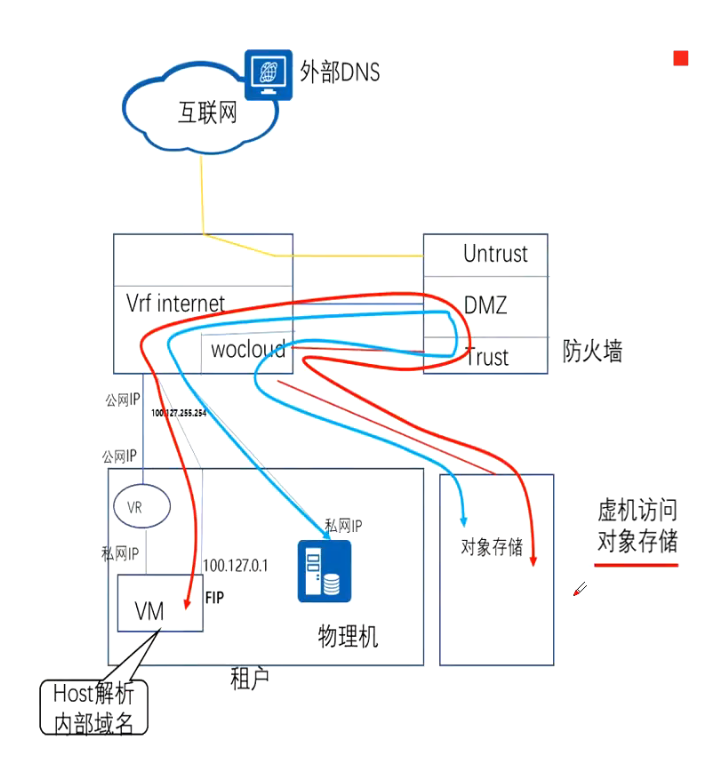 外部DNS
互联网
Untrust
Vrf internet
DMZ
wocloud
Trust
防火墙
公网IP
100.127.255.254
公网IP
VR
私网IP
虚机访问
对象存储
对象存储
私网IP
100.127.0.1
FIP
VM
物理机
租户
Host解析
内部域名